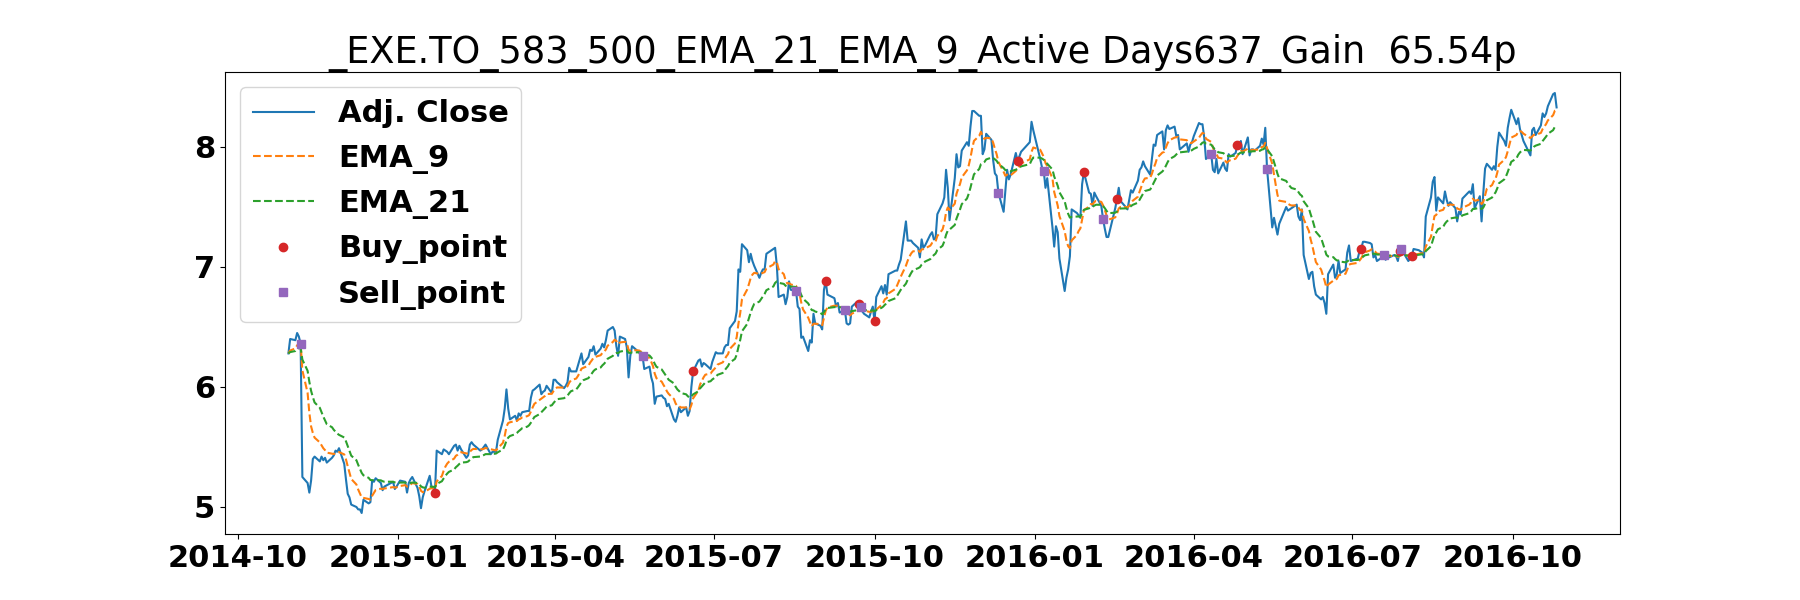 _EXE.TO_583_500_EMA_21_EMA_9_Active Days637_Gain  65.54p
Adj. Close
EMA_9
EMA_21
Buy_point
Sell_point
8
7
6
5
2014-10 2015-01 2015-04 2015-07 2015-10 2016-01 2016-04 2016-07 2016-10